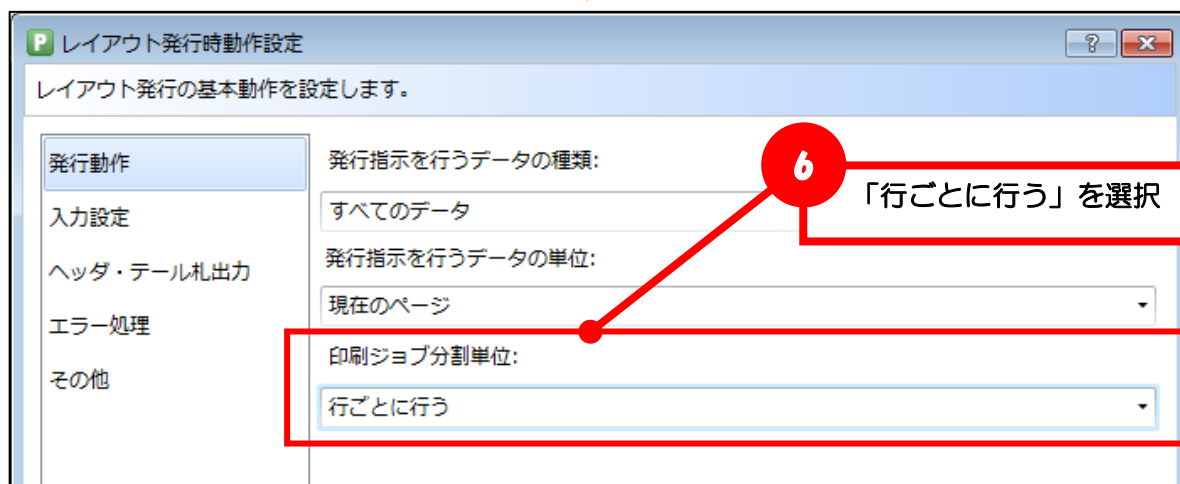 レイアウト発行時動作設定
レイアウト発行の基本動作を設定します。
発行動作
入力設定
ヘッダ・テール札出力
エラー処理
その他
発行指示を行うデータの種類:
すべてのデータ
発行指示を行うデータの単位:
現在のページ
印刷ジョブ分割単位:
行ごとに行う
6
「行ごとに行う」を選択